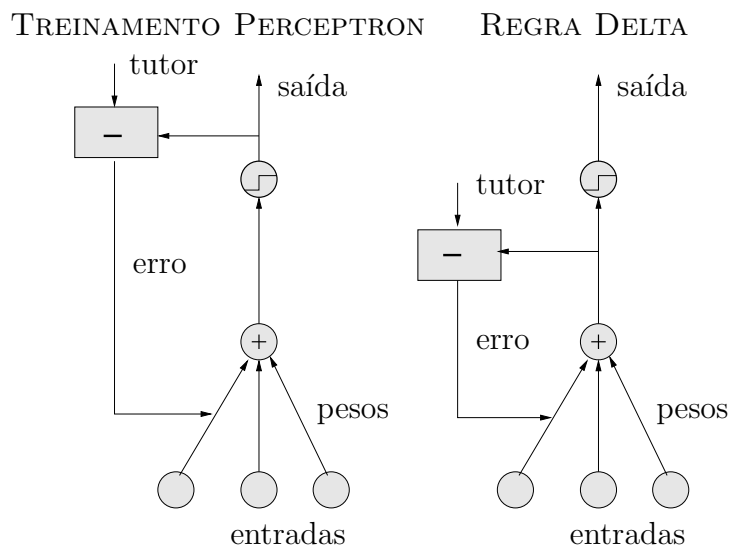 TREINAMENTO PERCEPTRON
tutor
saída
−
erro
+
pesos
entradas
REGRA DELTA
saída
tutor
−
erro
+
pesos
entradas